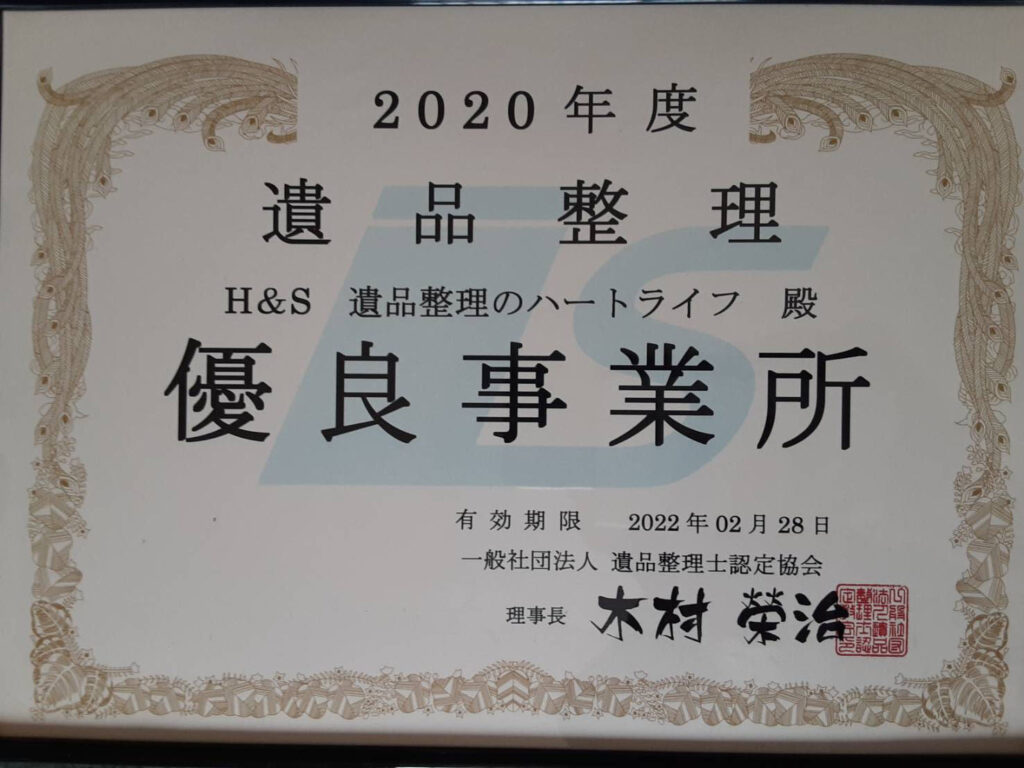 2020年度
遺品整理
H&S 遺品整理のハートライフ 殿
優良事業所
有効期限 2022年02月28日
一般社団法人 遺品整理士認定協会
理事長 木村 榮治